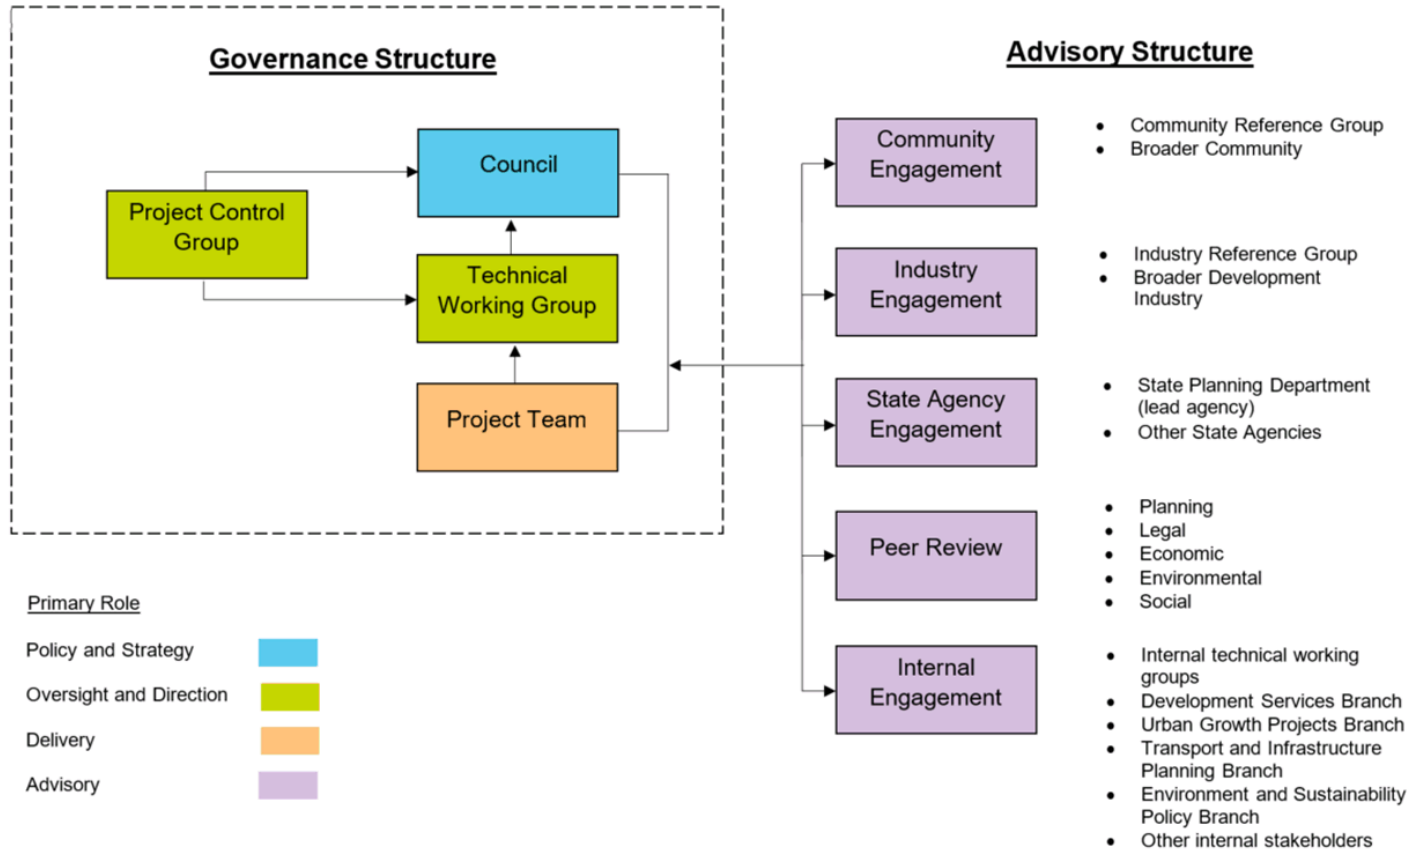 Governance Structure
Council
Project Control
Group
Technical
Working Group
Project Team
Primary Role
Policy and Strategy
Oversight and Direction
Delivery
Advisory
Advisory Structure
Community
Engagement
• Community Reference Group
• Broader Community
Industry
Engagement
• Industry Reference Group
• Broader Development
Industry
State Agency
Engagement
• State Planning Department
(lead agency)
• Other State Agencies
Peer Review
• Planning
• Legal
• Economic
• Environmental
• Social
Internal
Engagement
• Internal technical working
groups
• Development Services Branch
• Urban Growth Projects Branch
• Transport and Infrastructure
Planning Branch
• Environment and Sustainability
Policy Branch
• Other internal stakeholders